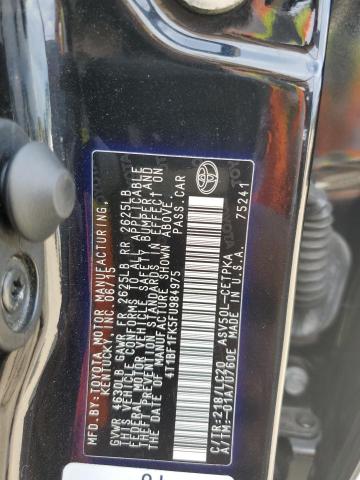 MFD.BY:TOYOTA MOTOR MANUFACTURING,
KENTUCKY, INC. 06/15
GVWR 4630LB GAWR FR 2625LB RR 2625LB
THIS VEHICLE CONFORMS TO ALL APPLICABLE
FEDERAL MOTOR VEHICLE SAFETY, BUMPER, AND
THEFT PREVENTION STANDARDS IN EFFECT ON
THE DATE OF MANUFACTURE SHOWN ABOVE.
4T1BF1FK5FU984975 PASS.CAR
C/TR:218/LC20 ASV50L-CETPKA
A/TM:-01A/U760E U.S.A. 75241